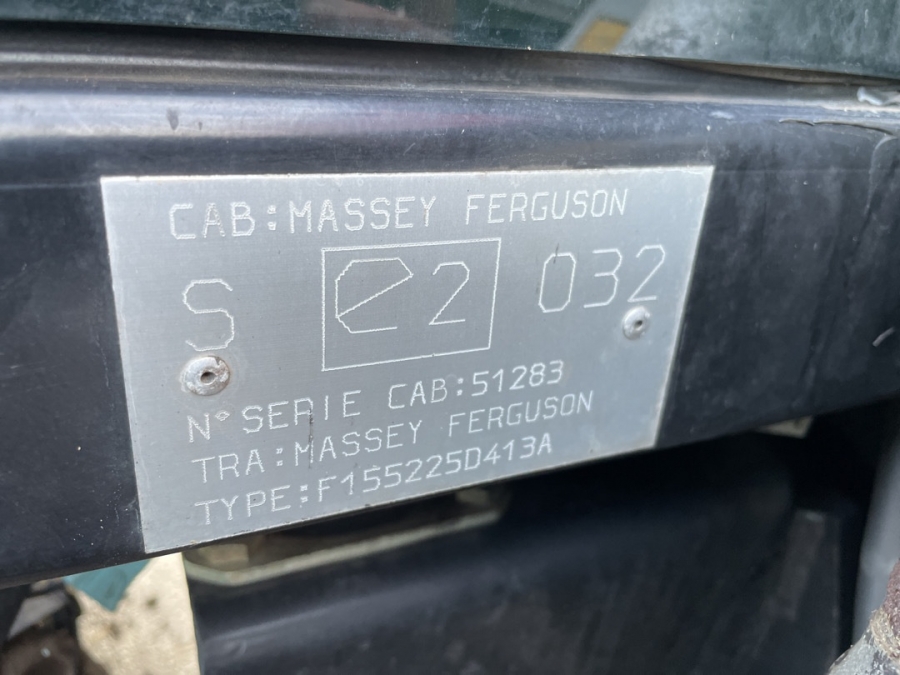 CAB:MASSEY FERGUSON
S e2 032
N° SERIE CAB:51283
TRA:MASSEY FERGUSON
TYPE:F155225D413A